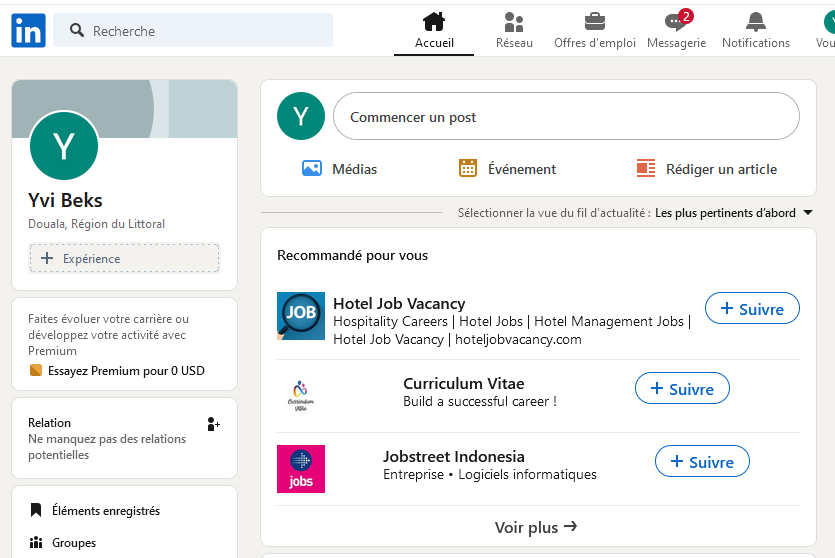 in
Recherche
Accueil
Réseau
Offres d’emploi
2
Messagerie
Notifications
Y
Vou
Y
Yvi Beks
Douala, Région du Littoral
+ Expérience
Faites évoluer votre carrière ou
développez votre activité avec
Premium
Essayez Premium pour 0 USD
Relation
Ne manquez pas des relations
potentielles
Éléments enregistrés
Groupes
Y
Commencer un post
Médias
Événement
Rédiger un article
Sélectionner la vue du fil d’actualité : Les plus pertinents d’abord
Recommandé pour vous
JOB
Hotel Job Vacancy
Hospitality Careers | Hotel Jobs | Hotel Management Jobs |
Hotel Job Vacancy | hoteljobvacancy.com
+ Suivre
Curriculum
Vitae
Curriculum Vitae
Build a successful career !
+ Suivre
jobs
Jobstreet Indonesia
Entreprise • Logiciels informatiques
+ Suivre
Voir plus →